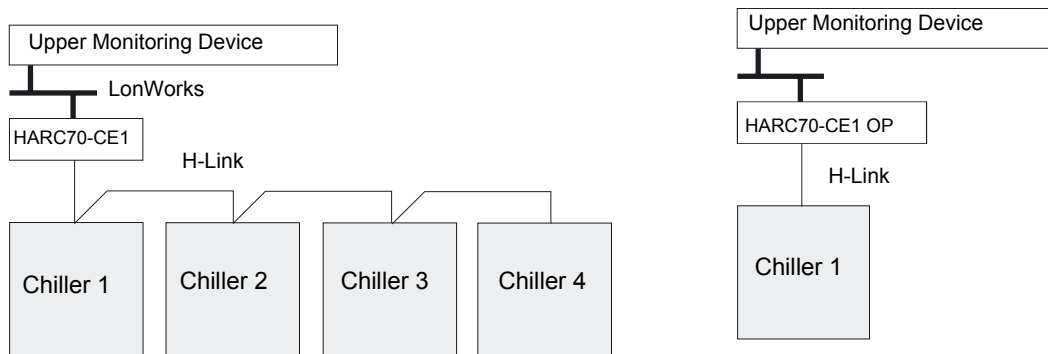 Upper Monitoring Device
LonWorks
HARC70-CE1
H-Link
Chiller 1
Chiller 2
Chiller 3
Chiller 4
Upper Monitoring Device
HARC70-CE1 OP
H-Link
Chiller 1